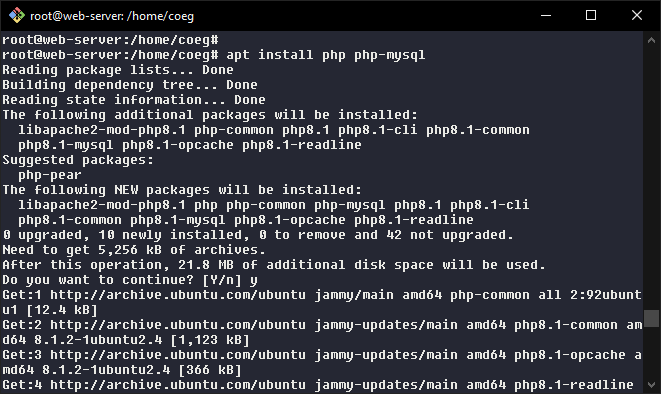 root@web-server: /home/coeg
root@web-server:/home/coeg#
root@web-server:/home/coeg# apt install php php-mysql
Reading package lists... Done
Building dependency tree... Done
Reading state information... Done
The following additional packages will be installed:
  libapache2-mod-php8.1 php-common php8.1 php8.1-cli php8.1-common
  php8.1-mysql php8.1-opcache php8.1-readline
Suggested packages:
  php-pear
The following NEW packages will be installed:
  libapache2-mod-php8.1 php php-common php-mysql php8.1 php8.1-cli
  php8.1-common php8.1-mysql php8.1-opcache php8.1-readline
0 upgraded, 10 newly installed, 0 to remove and 42 not upgraded.
Need to get 5,256 kB of archives.
After this operation, 21.8 MB of additional disk space will be used.
Do you want to continue? [Y/n] y
Get:1 http://archive.ubuntu.com/ubuntu jammy/main amd64 php-common all 2:92ubunt
u1 [12.4 kB]
Get:2 http://archive.ubuntu.com/ubuntu jammy-updates/main amd64 php8.1-common am
d64 8.1.2-1ubuntu2.4 [1,123 kB]
Get:3 http://archive.ubuntu.com/ubuntu jammy-updates/main amd64 php8.1-opcache a
md64 8.1.2-1ubuntu2.4 [366 kB]
Get:4 http://archive.ubuntu.com/ubuntu jammy-updates/main amd64 php8.1-readline